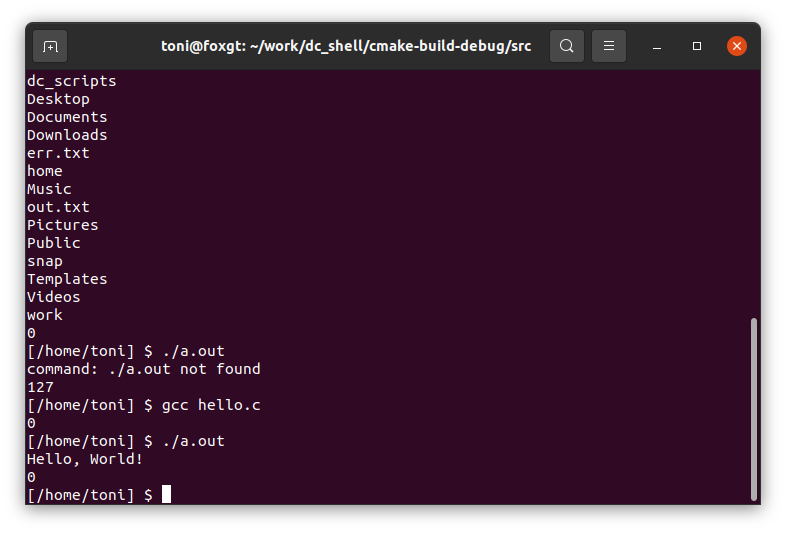 toni@foxgt: ~/work/dc_shell/cmake-build-debug/src
dc_scripts
Desktop
Documents
Downloads
err.txt
home
Music
out.txt
Pictures
Public
snap
Templates
Videos
work
0
[/home/toni] $ ./a.out
command: ./a.out not found
127
[/home/toni] $ gcc hello.c
0
[/home/toni] $ ./a.out
Hello, World!
0
[/home/toni] $